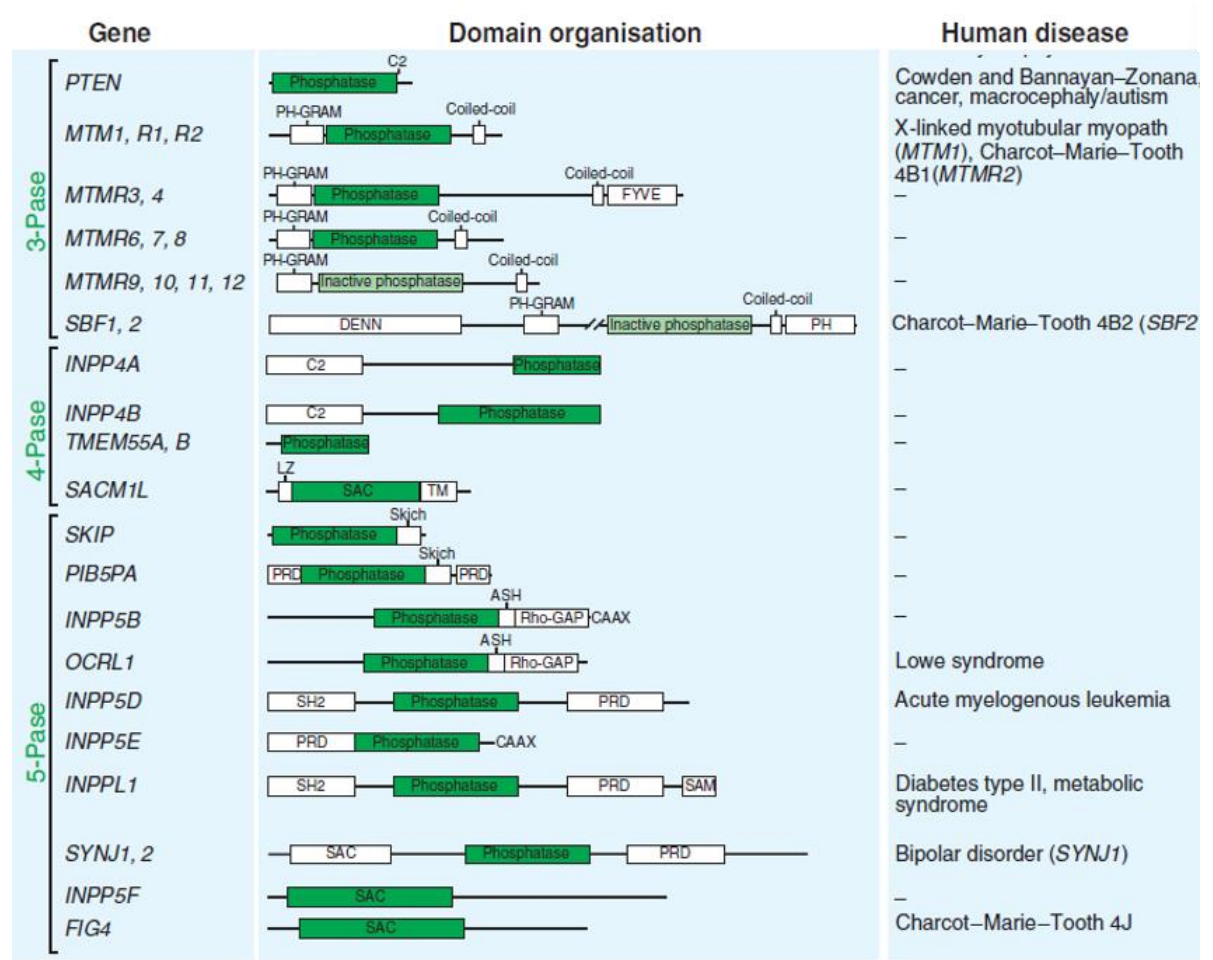 Gene Domain organisation Human disease
3-Pase
PTEN
C2
Phosphatase
Cowden and Bannayan–Zonana,
cancer, macrocephaly/autism
MTM1, R1, R2
PH-GRAM Coiled-coil
Phosphatase
X-linked myotubular myopath
(MTM1), Charcot–Marie–Tooth
4B1(MTMR2)
MTMR3, 4
PH-GRAM Coiled-coil
Phosphatase FYVE
–
MTMR6, 7, 8
PH-GRAM Coiled-coil
Phosphatase
–
MTMR9, 10, 11, 12
PH-GRAM Coiled-coil
Inactive phosphatase
–
SBF1, 2
PH-GRAM Coiled-coil
DENN Inactive phosphatase PH
Charcot–Marie–Tooth 4B2 (SBF2
4-Pase
INPP4A
C2 Phosphatase
–
INPP4B
C2 Phosphatase
–
TMEM55A, B
Phosphatase
–
SACM1L
LZ
SAC TM
–
5-Pase
SKIP
Skich
Phosphatase
–
PIB5PA
Skich
PRD Phosphatase PRD
–
INPP5B
ASH
Phosphatase Rho-GAP CAAX
–
OCRL1
ASH
Phosphatase Rho-GAP
Lowe syndrome
INPP5D
SH2 Phosphatase PRD
Acute myelogenous leukemia
INPP5E
PRD Phosphatase CAAX
–
INPPL1
SH2 Phosphatase PRD SAM
Diabetes type II, metabolic
syndrome
SYNJ1, 2
SAC Phosphatase PRD
Bipolar disorder (SYNJ1)
INPP5F
SAC
–
FIG4
SAC
Charcot–Marie–Tooth 4J